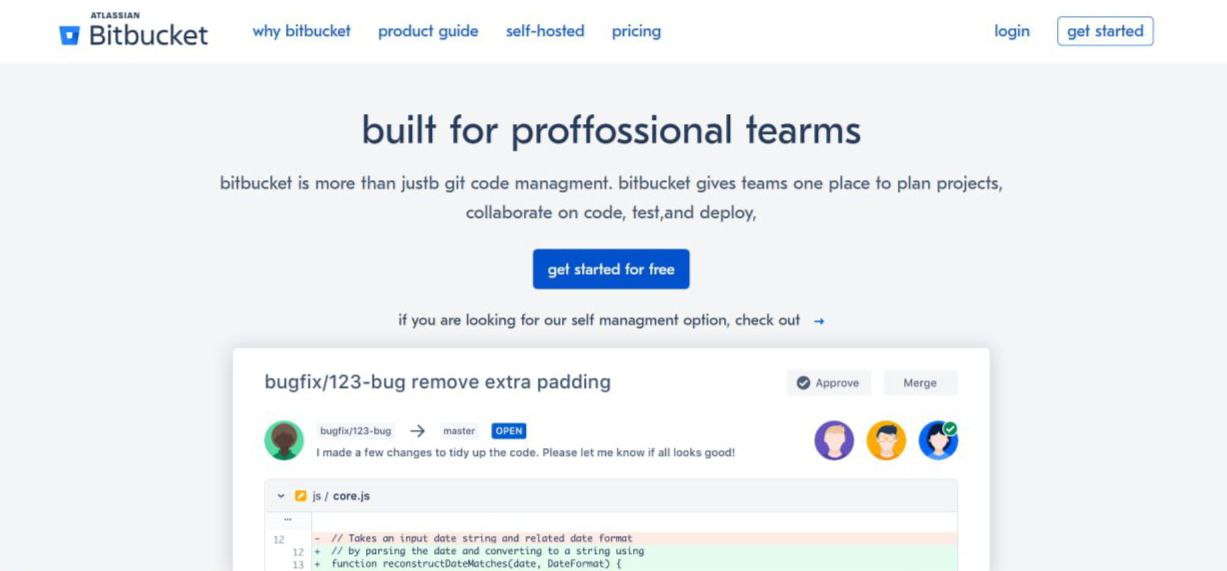 ATLASSIAN
Bitbucket
why bitbucket product guide self-hosted pricing login get started
built for proffossional tearms
bitbucket is more than justb git code managment. bitbucket gives teams one place to plan projects,
collaborate on code, test,and deploy,
get started for free
if you are looking for our self managment option, check out →
bugfix/123-bug remove extra padding
Approve Merge
bugfix/123-bug → master OPEN
I made a few changes to tidy up the code. Please let me know if all looks good!
js / core.js
...
12 - // Takes an input date string and related date format
12 + // by parsing the date and converting to a string using
13 + function reconstructDateMatches(date, DateFormat) {